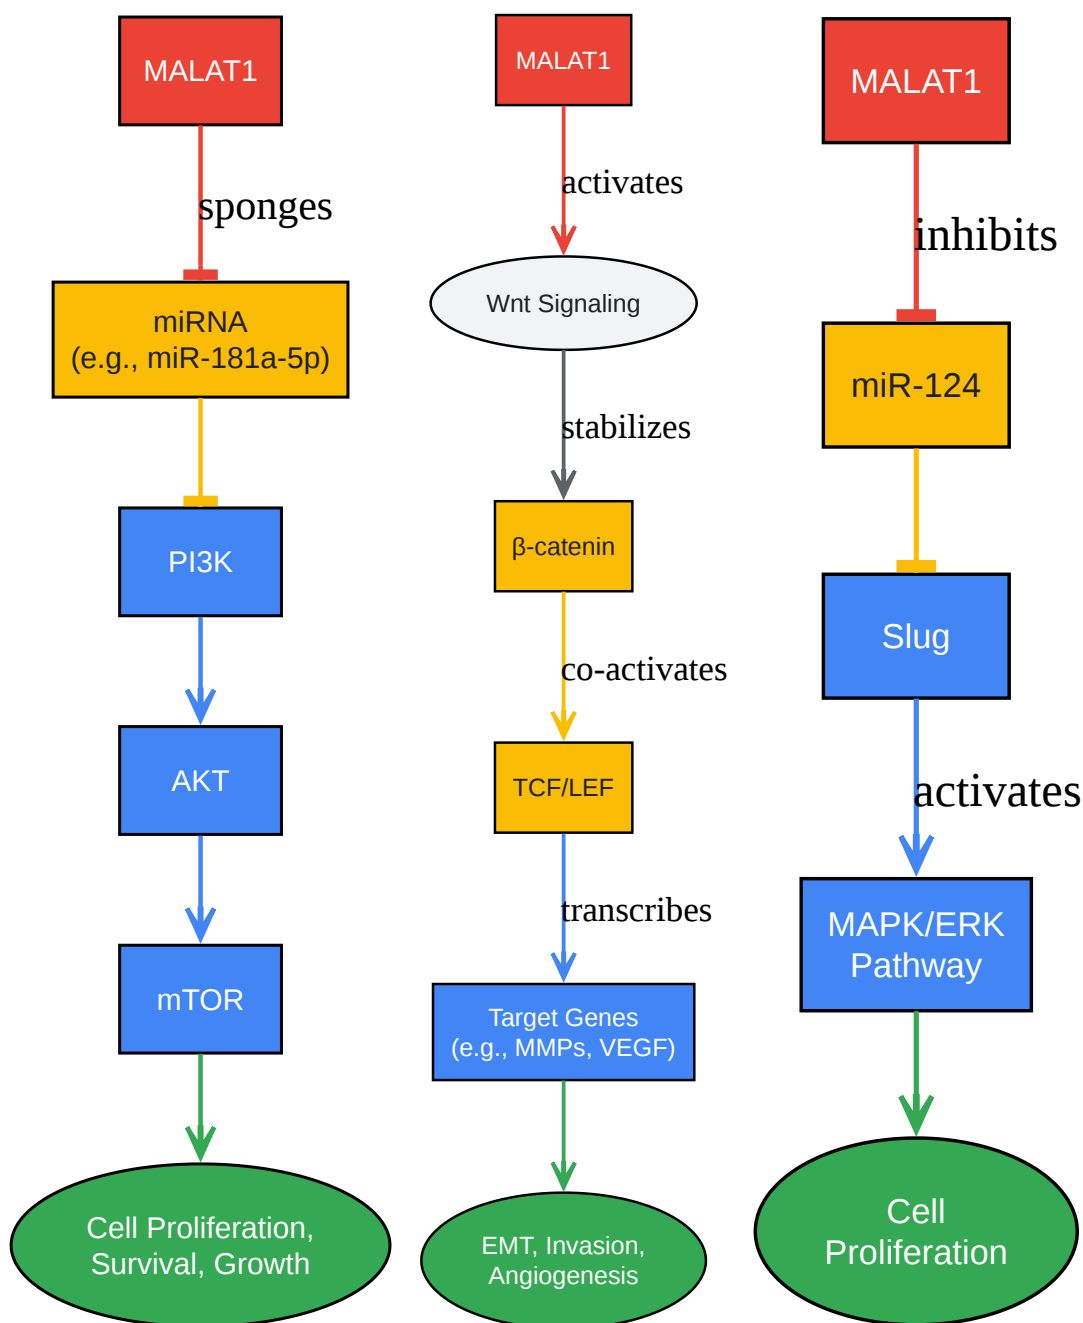 MALAT1
sponges
miRNA
(e.g., miR-181a-5p)
PI3K
AKT
mTOR
Cell Proliferation,
Survival, Growth
MALAT1
activates
Wnt Signaling
stabilizes
β-catenin
co-activates
TCF/LEF
transcribes
Target Genes
(e.g., MMPs, VEGF)
EMT, Invasion,
Angiogenesis
MALAT1
inhibits
miR-124
Slug
activates
MAPK/ERK
Pathway
Cell
Proliferation